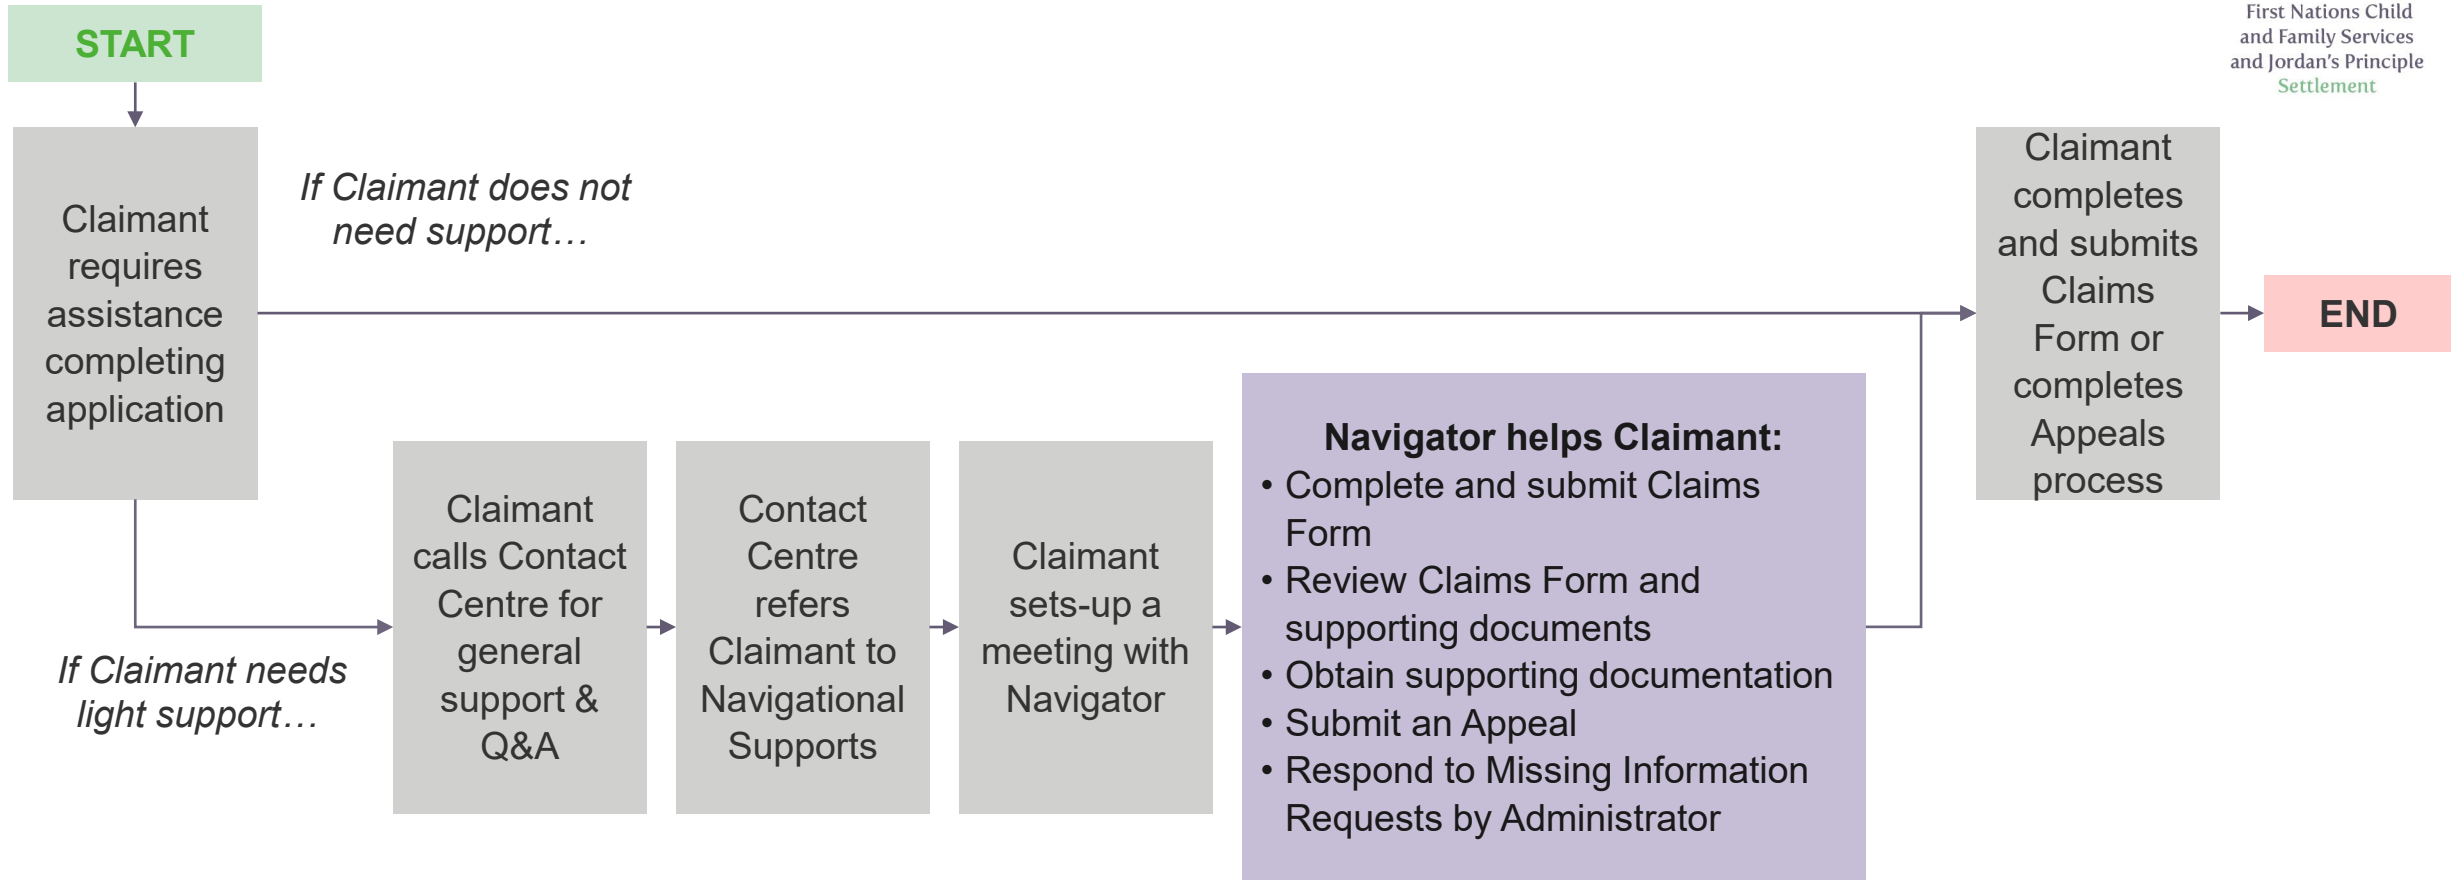 START
First Nations Child
and Family Services
and Jordan's Principle
Settlement
Claimant
requires
assistance
completing
application
If Claimant does not
need support…
If Claimant needs
light support…
Claimant
calls Contact
Centre for
general
support &
Q&A
Contact
Centre
refers
Claimant to
Navigational
Supports
Claimant
sets-up a
meeting with
Navigator
Navigator helps Claimant:
• Complete and submit Claims
Form
• Review Claims Form and
supporting documents
• Obtain supporting documentation
• Submit an Appeal
• Respond to Missing Information
Requests by Administrator
Claimant
completes
and submits
Claims
Form or
completes
Appeals
process
END